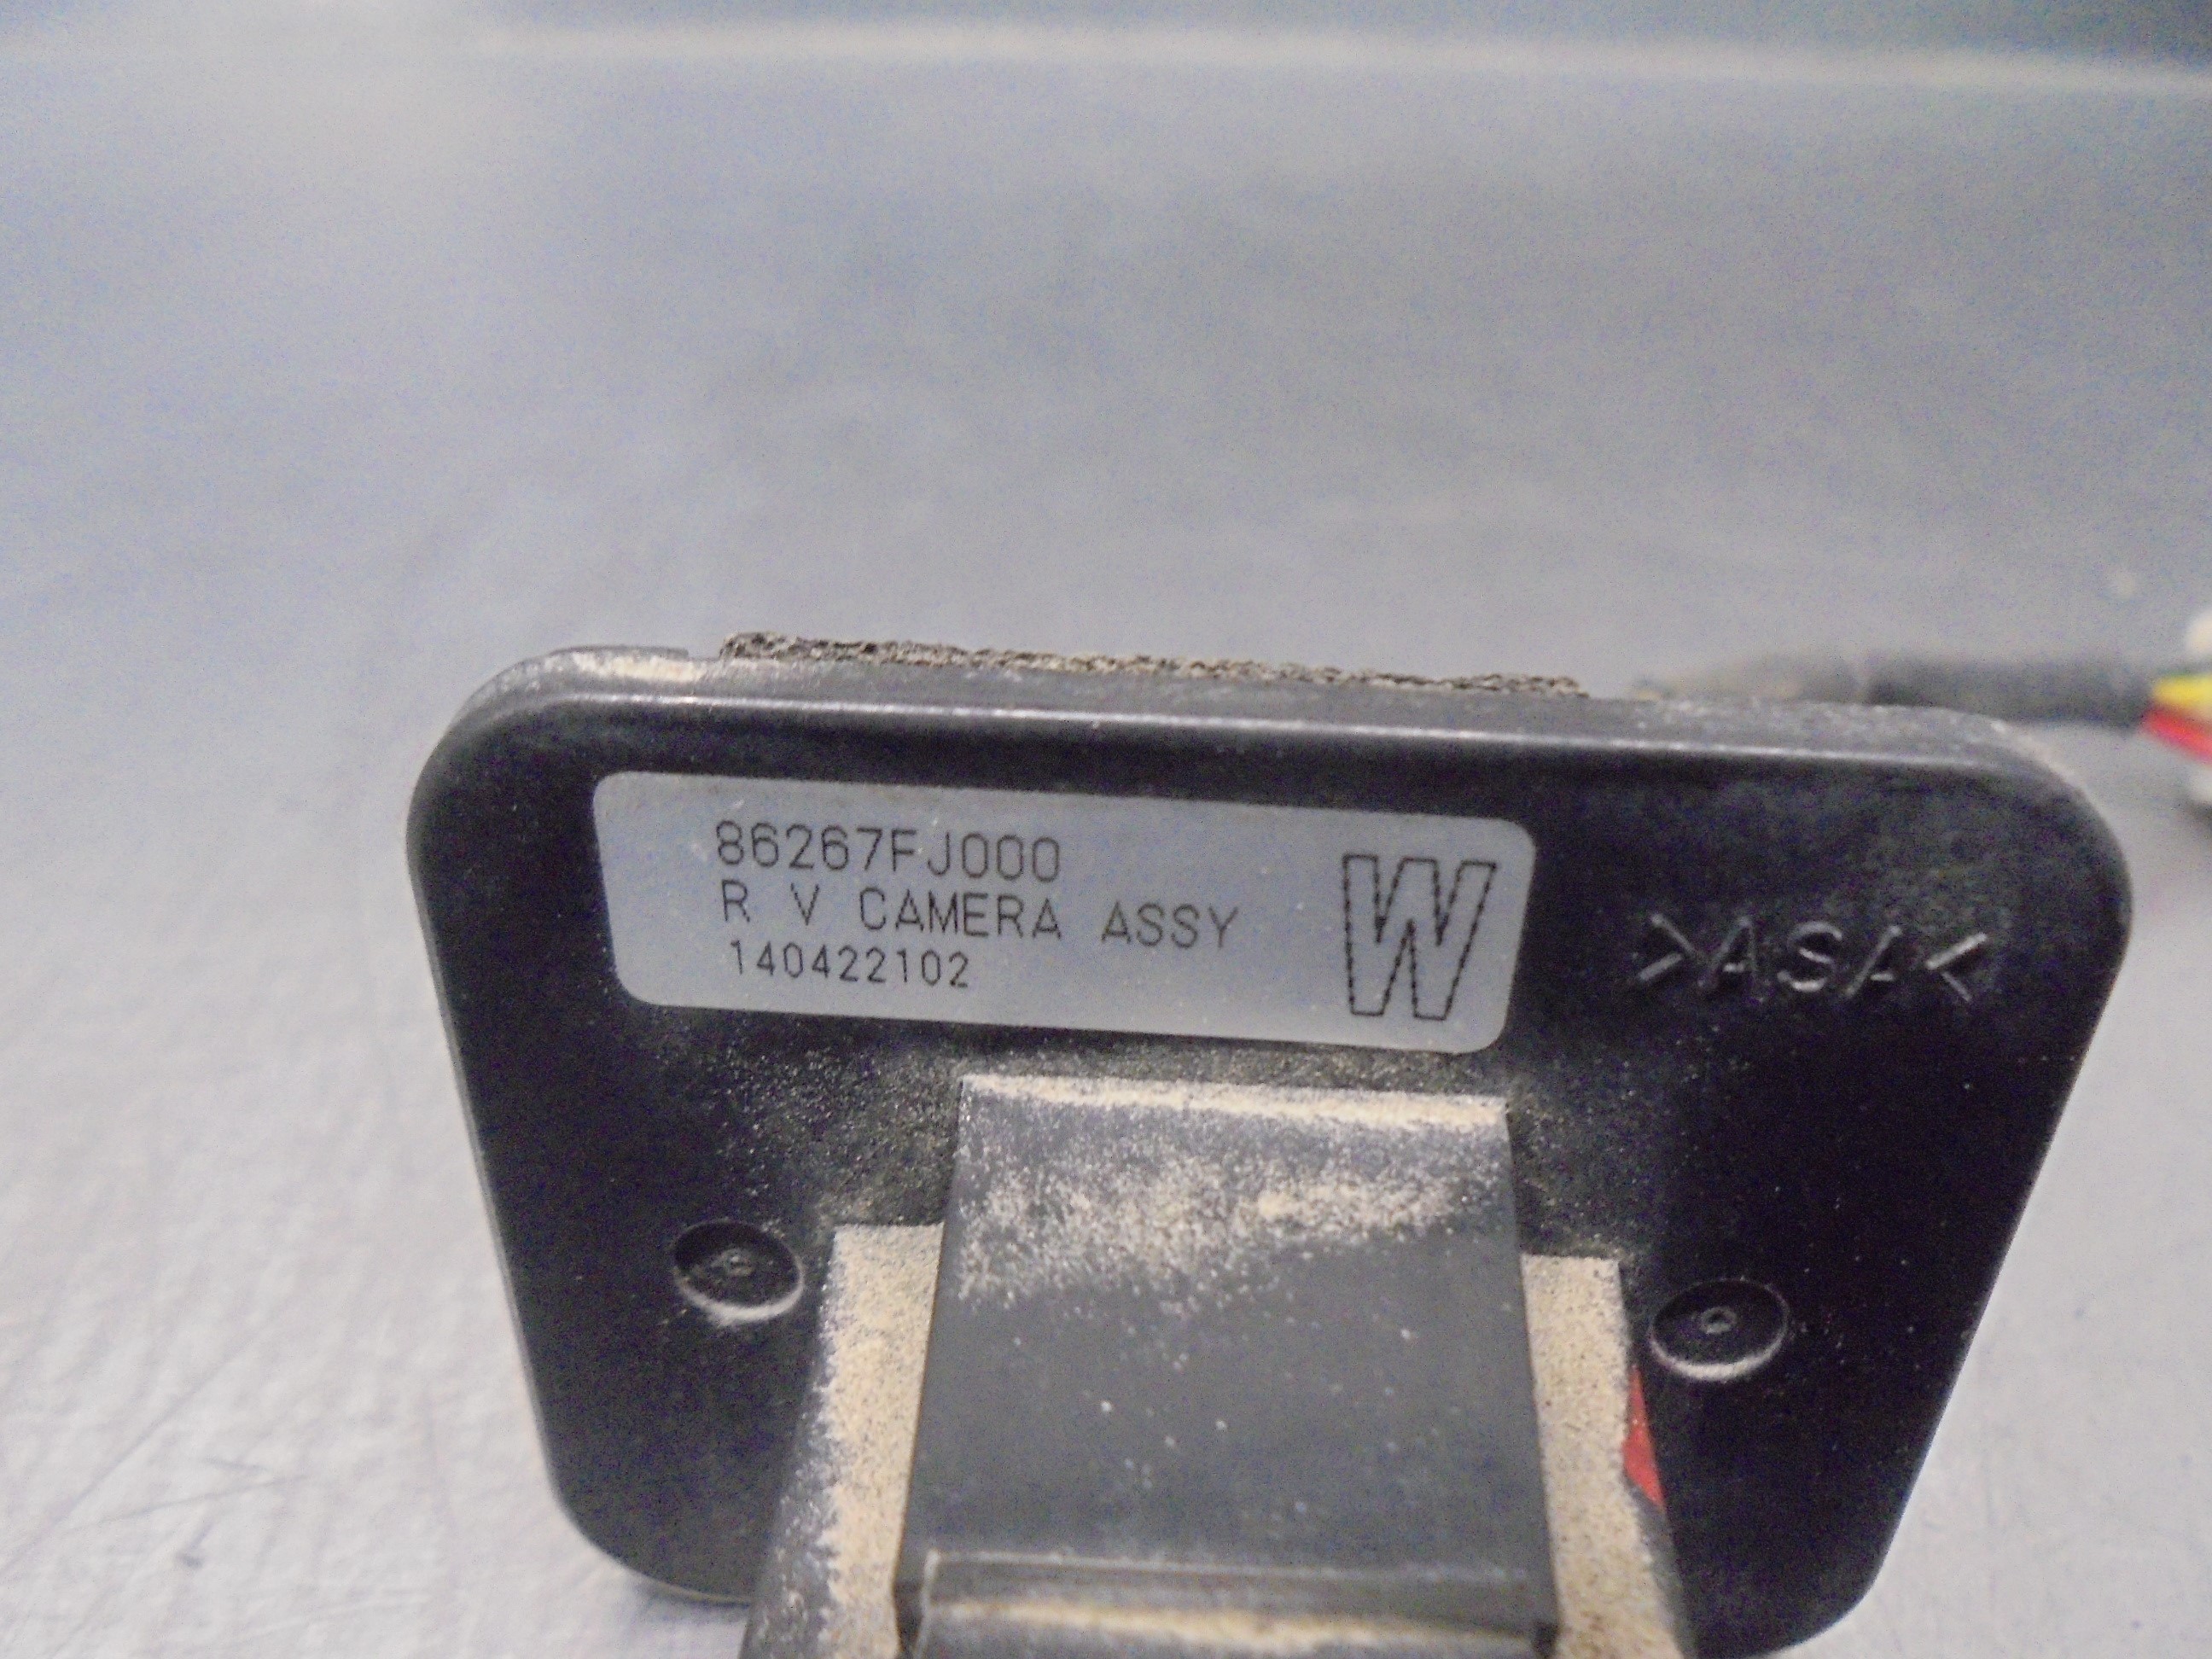 86267FJ000
R V CAMERA ASSY
140422102
W
>ASA<